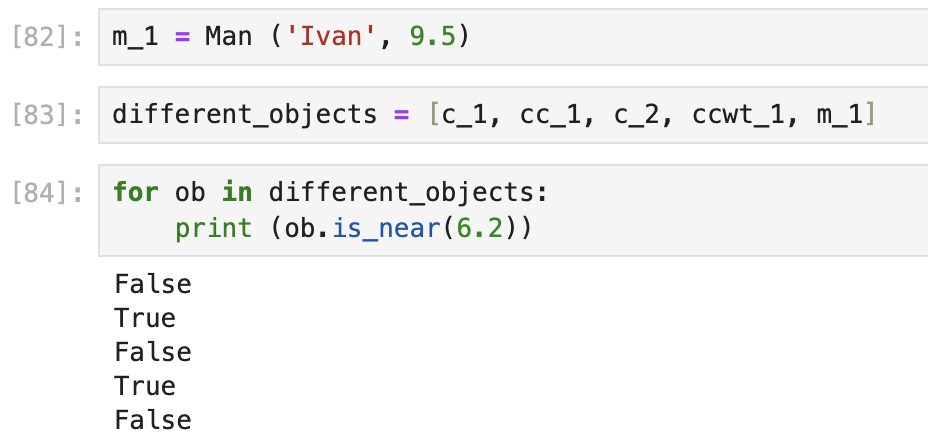 [82]: m_1 = Man ('Ivan', 9.5)
[83]: different_objects = [c_1, cc_1, c_2, ccwt_1, m_1]
[84]: for ob in different_objects:
    print (ob.is_near(6.2))
False
True
False
True
False